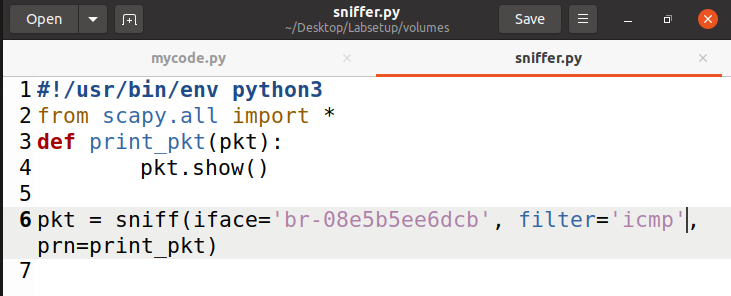 sniffer.py
Open
~/Desktop/Labsetup/volumes
Save
mycode.py
sniffer.py
1 #!/usr/bin/env python3
2 from scapy.all import *
3 def print_pkt(pkt):
4         pkt.show()
5
6 pkt = sniff(iface='br-08e5b5ee6dcb', filter='icmp',
prn=print_pkt)
7